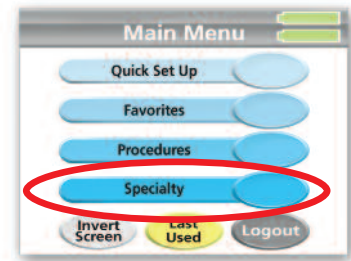 Main Menu
Quick Set Up
Favorites
Procedures
Specialty
Invert
Screen
Last
Used
Logout